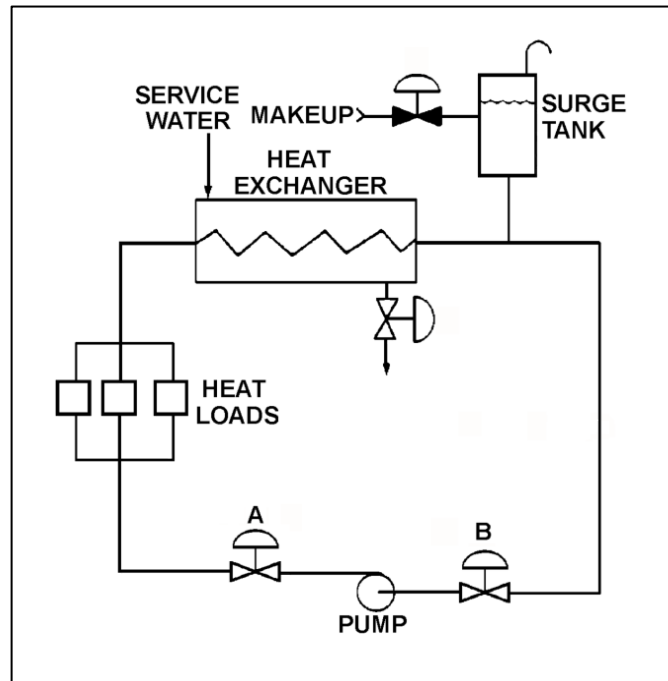 SERVICE
WATER
MAKEUP
SURGE
TANK
HEAT
EXCHANGER
HEAT
LOADS
A
B
PUMP